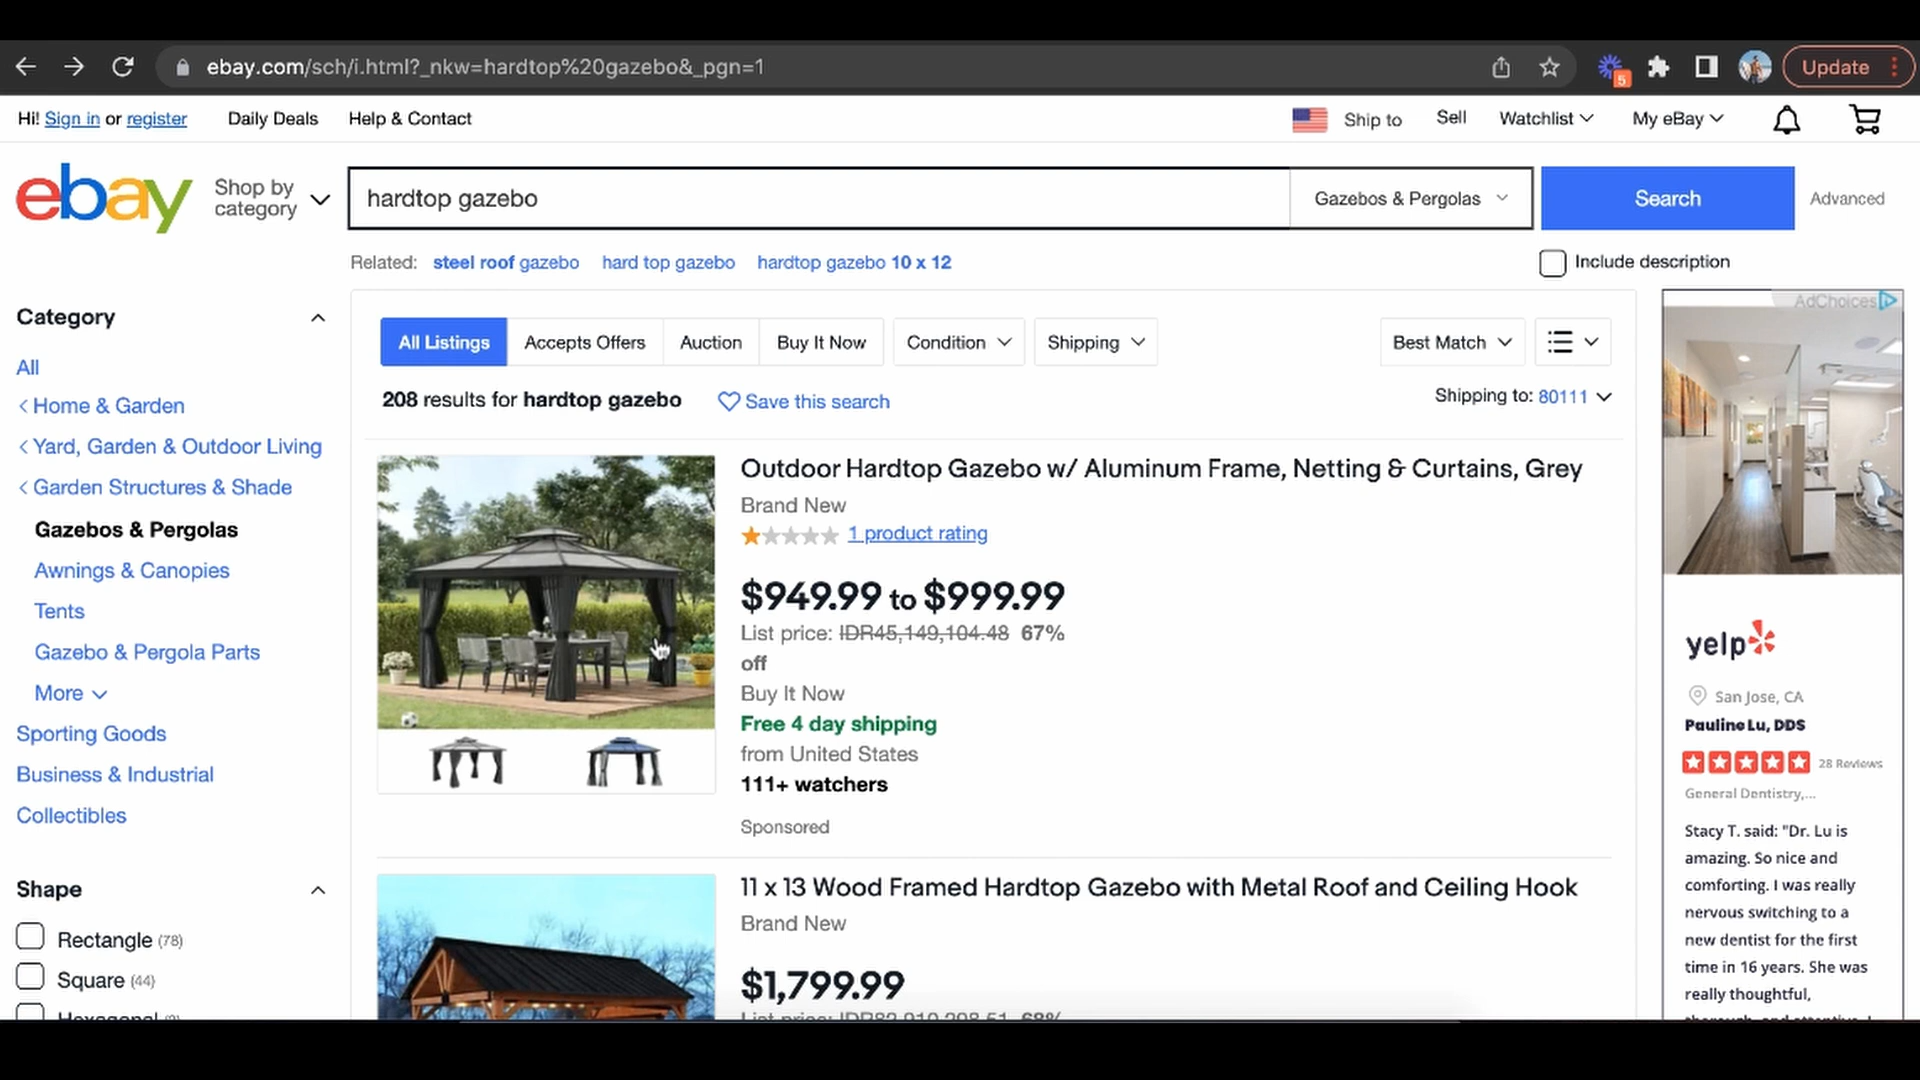 ebay.com/sch/i.html?_nkw=hardtop%20gazebo&_pgn=1
5
Update
Hi! Sign in or register
Daily Deals
Help & Contact
Ship to
Sell
Watchlist
My eBay
ebay
Shop by
category
hardtop gazebo
Gazebos & Pergolas
Search
Advanced
Related: steel roof gazebo hard top gazebo hardtop gazebo 10 x 12
Include description
Category
All
Home & Garden
Yard, Garden & Outdoor Living
Garden Structures & Shade
Gazebos & Pergolas
Awnings & Canopies
Tents
Gazebo & Pergola Parts
More
Sporting Goods
Business & Industrial
Collectibles
Shape
Rectangle (78)
Square (44)
All Listings
Accepts Offers
Auction
Buy It Now
Condition
Shipping
Best Match
208 results for hardtop gazebo
Save this search
Shipping to: 80111
Outdoor Hardtop Gazebo w/ Aluminum Frame, Netting & Curtains, Grey
Brand New
1 product rating
$949.99 to $999.99
List price: IDR45,149,104.48 67%
off
Buy It Now
Free 4 day shipping
from United States
111+ watchers
Sponsored
11 x 13 Wood Framed Hardtop Gazebo with Metal Roof and Ceiling Hook
Brand New
$1,799.99
AdChoices
yelp
San Jose, CA
Pauline Lu, DDS
28 Reviews
General Dentistry,...
Stacy T. said: "Dr. Lu is
amazing. So nice and
comforting. I was really
nervous switching to a
new dentist for the first
time in 16 years. She was
really thoughtful,